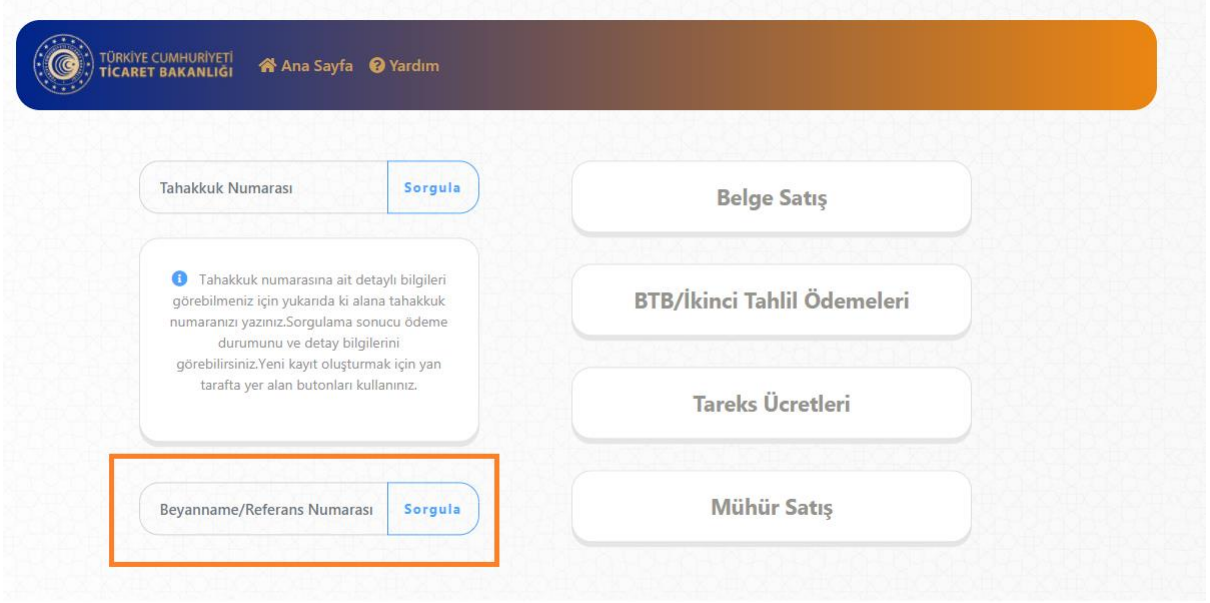 TÜRKİYE CUMHURİYETİ
TİCARET BAKANLIĞI
Ana Sayfa
Yardım
Tahakkuk Numarası
Sorgula
Tahakkuk numarasına ait detaylı bilgileri
görebilmeniz için yukarıda ki alana tahakkuk
numaranızı yazınız.Sorgulama sonucu ödeme
durumunu ve detay bilgilerini
görebilirsiniz.Yeni kayıt oluşturmak için yan
tarafta yer alan butonları kullanınız.
Beyanname/Referans Numarası
Sorgula
Belge Satış
BTB/İkinci Tahlil Ödemeleri
Tareks Ücretleri
Mühür Satış